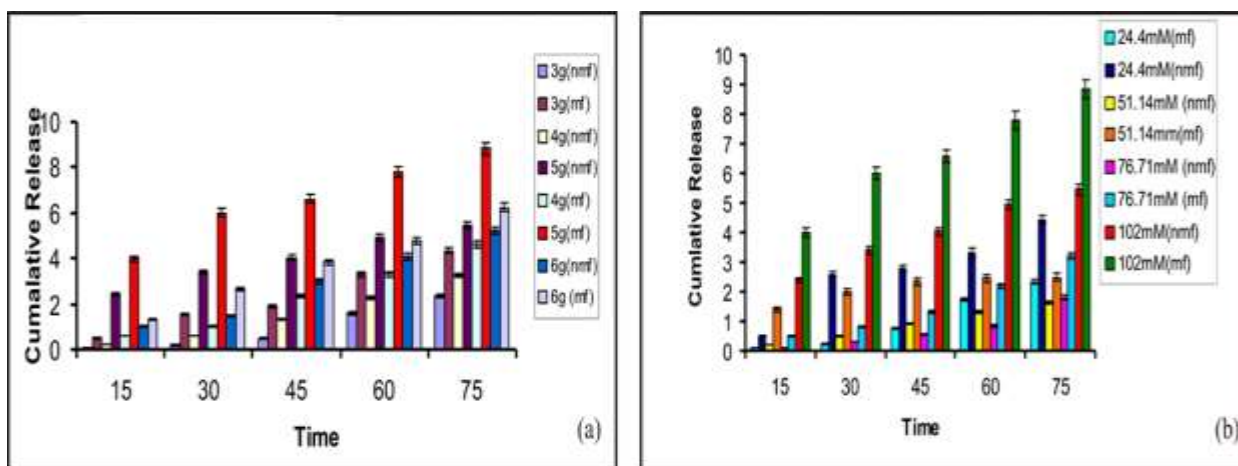 Cumalative Release
10
8
6
4
2
0
15 30 45 60 75
Time
3g(nmf)
3g(mf)
4g(nmf)
5g(nmf)
4g(mf)
5g(mf)
6g(nmf)
6g (mf)
(a)
Cumlative Release
10
9
8
7
6
5
4
3
2
1
0
15 30 45 60 75
Time
24.4mM(mf)
24.4mM(nmf)
51.14mM (nmf)
51.14mm(mf)
76.71mM (nmf)
76.71mM (mf)
102mM(nmf)
102mM(mf)
(b)